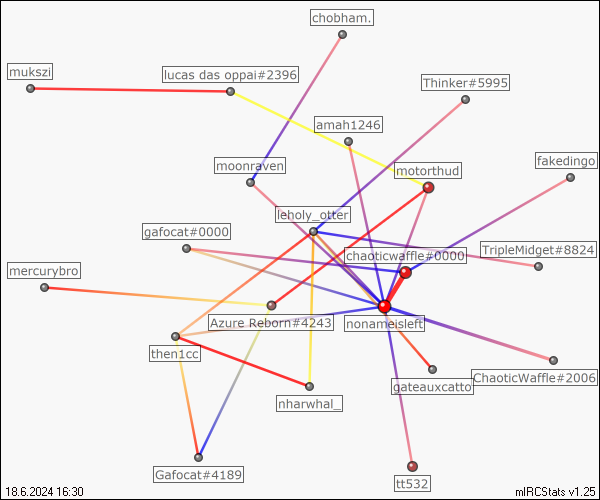 chobham.
mukszi
lucas das oppai#2396
Thinker#5995
amah1246
moonraven
motorthud
fakedingo
leholy_otter
gafocat#0000
chaoticwaffle#0000
TripleMidget#8824
mercurybro
Azure Reborn#4243
nonameisleft
then1cc
gateauxcatto
ChaoticWaffle#2006
nharwhal_
Gafocat#4189
tt532
18.6.2024 16:30
mIRCStats v1.25